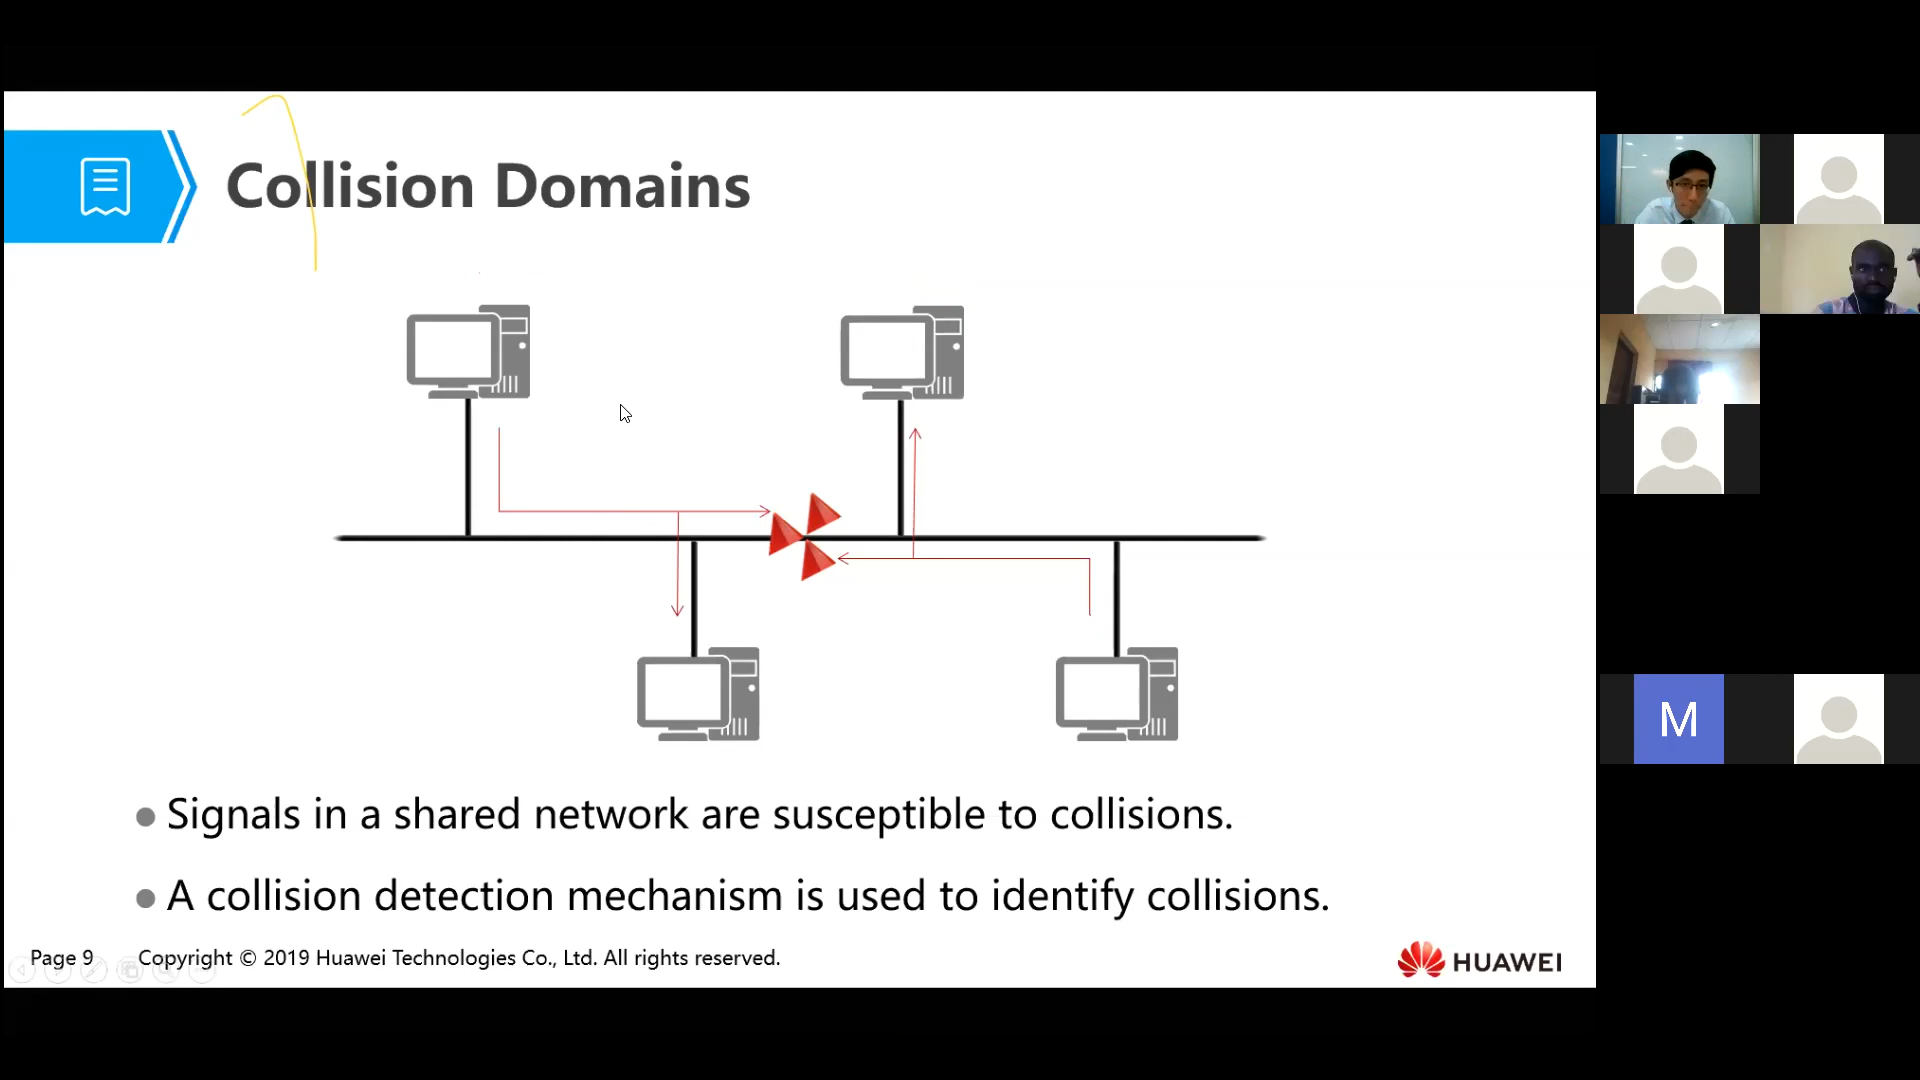 Collision Domains
Signals in a shared network are susceptible to collisions.
A collision detection mechanism is used to identify collisions.
Page 9 Copyright © 2019 Huawei Technologies Co., Ltd. All rights reserved.
HUAWEI
M